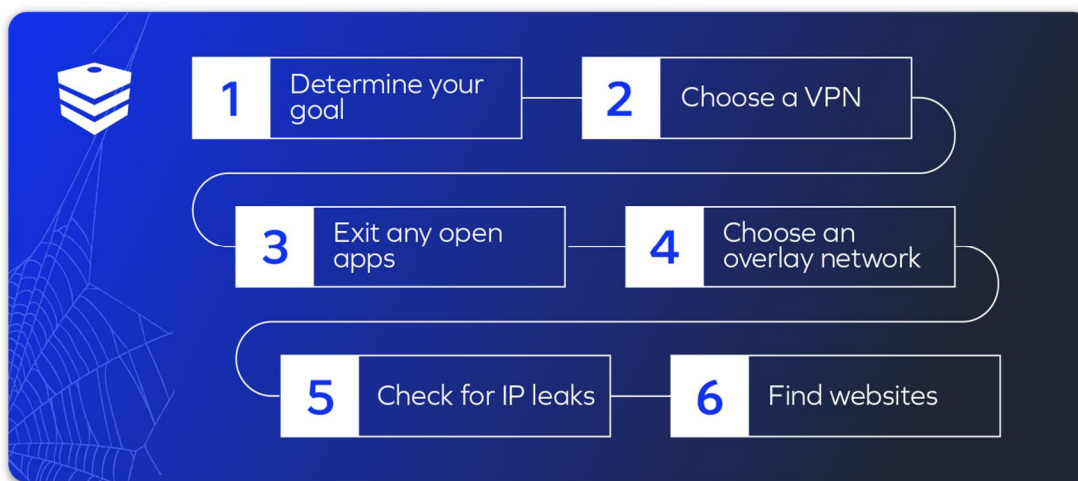 1
Determine your
goal
2
Choose a VPN
3
Exit any open
apps
4
Choose an
overlay network
5
Check for IP leaks
6
Find websites